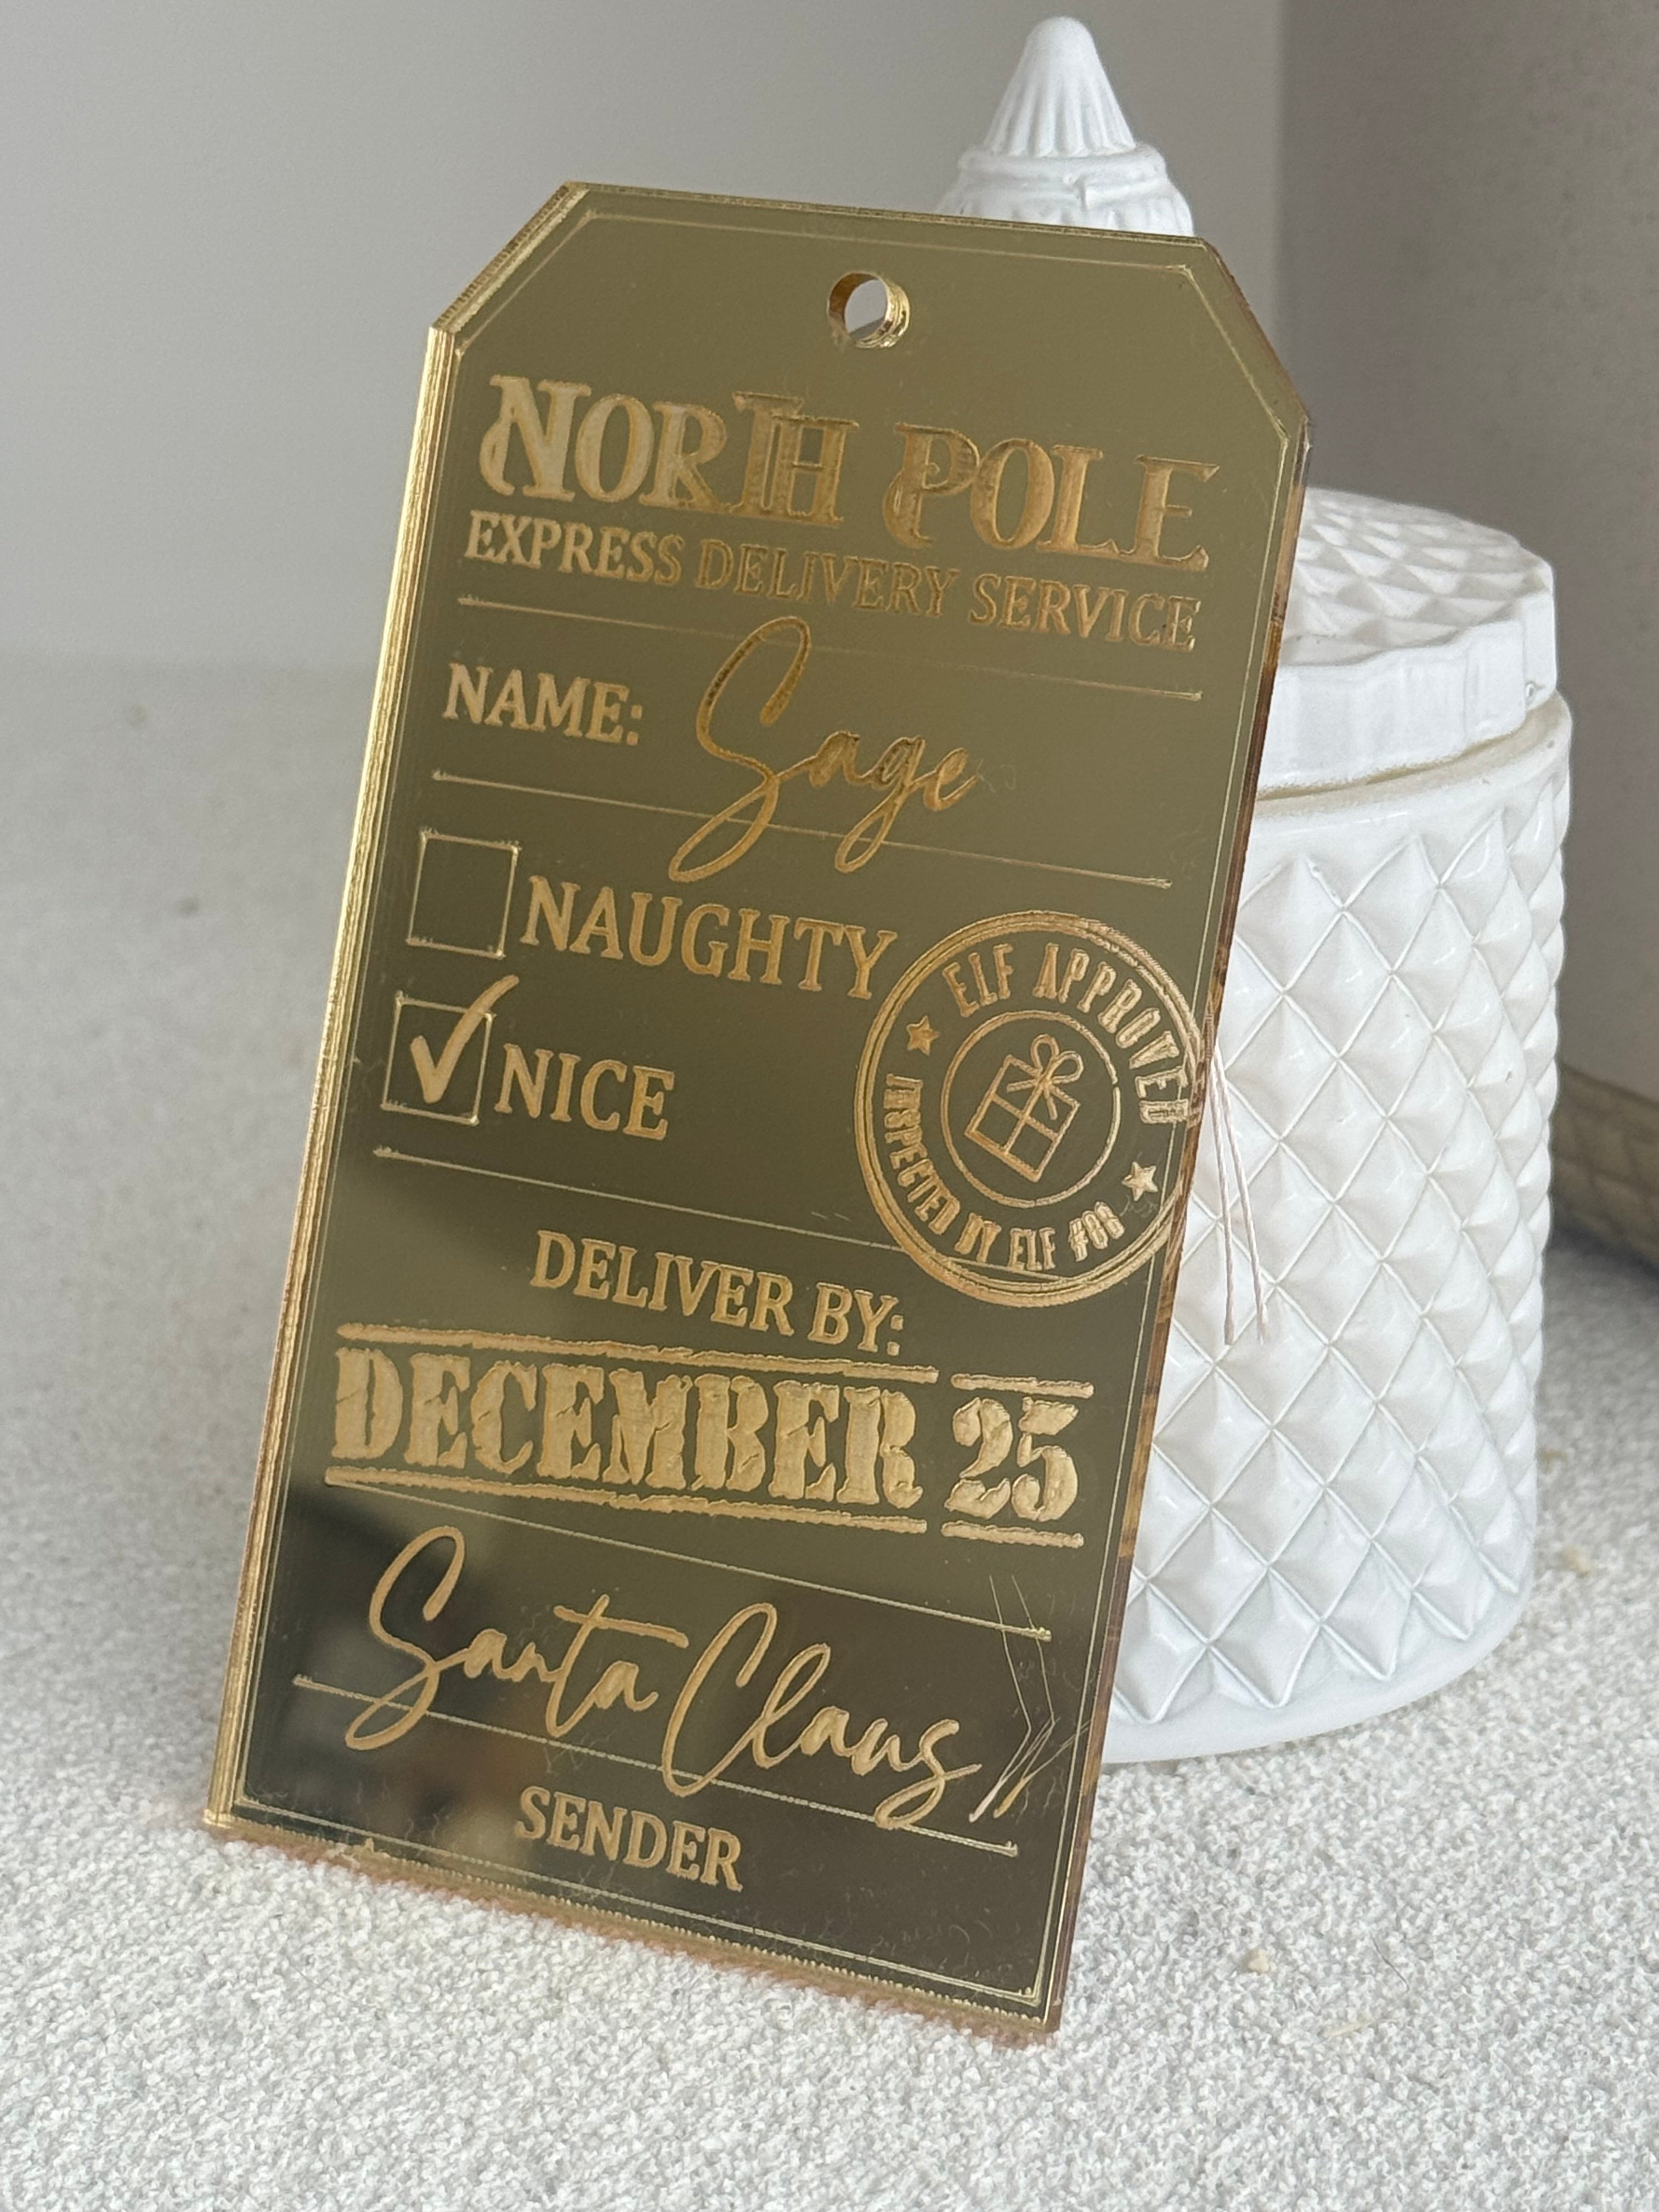 NORTH POLE
EXPRESS DELIVERY SERVICE
NAME: Sage
NAUGHTY
NICE
ELF APPROVED
INSPECTED BY ELF
DELIVER BY:
DECEMBER 25
Santa Claus
SENDER